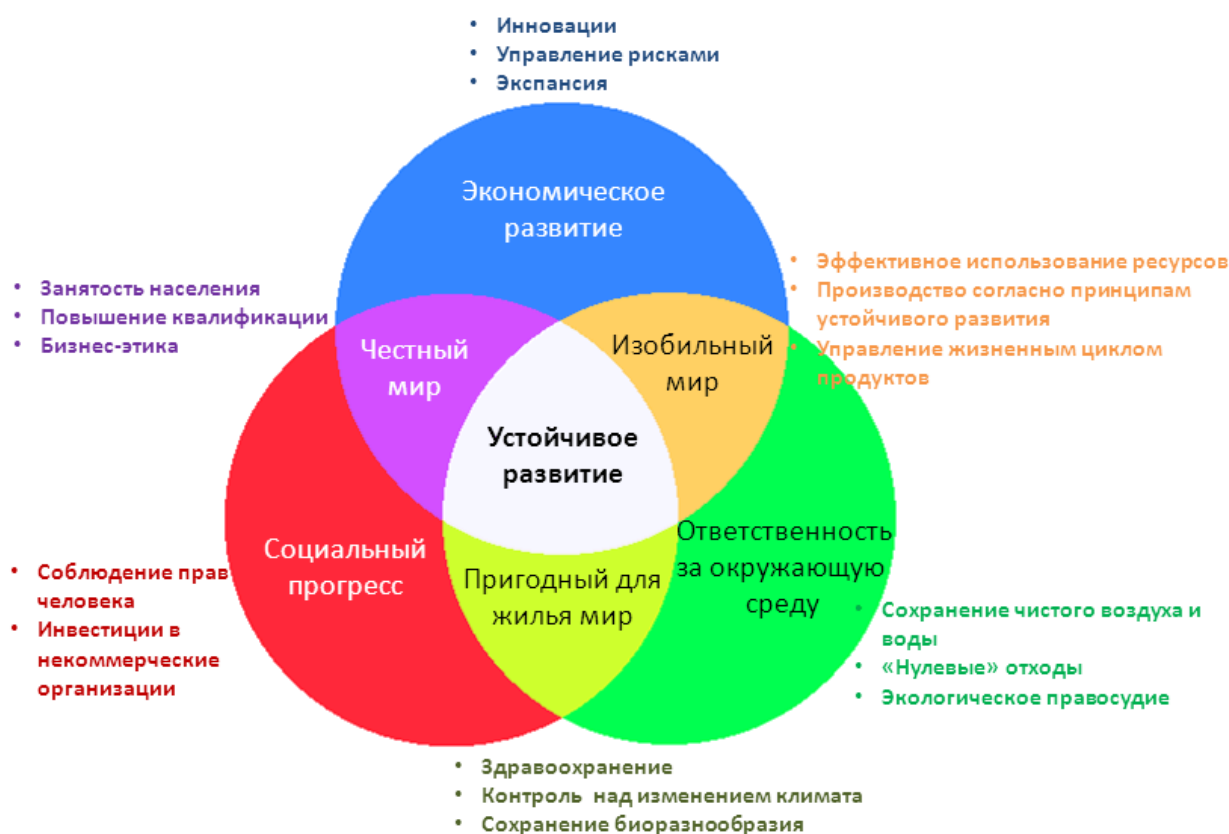 • Инновации
• Управление рисками
• Экспансия
Экономическое
развитие
• Занятость населения
• Повышение квалификации
• Бизнес-этика
• Эффективное использование ресурсов
• Производство согласно принципам
устойчивого развития
• Управление жизненным циклом
продуктов
Честный
мир
Изобильный
мир
Устойчивое
развитие
Социальный
прогресс
Пригодный для
жилья мир
Ответственность
за окружающую
среду
• Соблюдение прав
человека
• Инвестиции в
некоммерческие
организации
• Сохранение чистого воздуха и
воды
• «Нулевые» отходы
• Экологическое правосудие
• Здравоохранение
• Контроль  над изменением климата
• Сохранение биоразнообразия